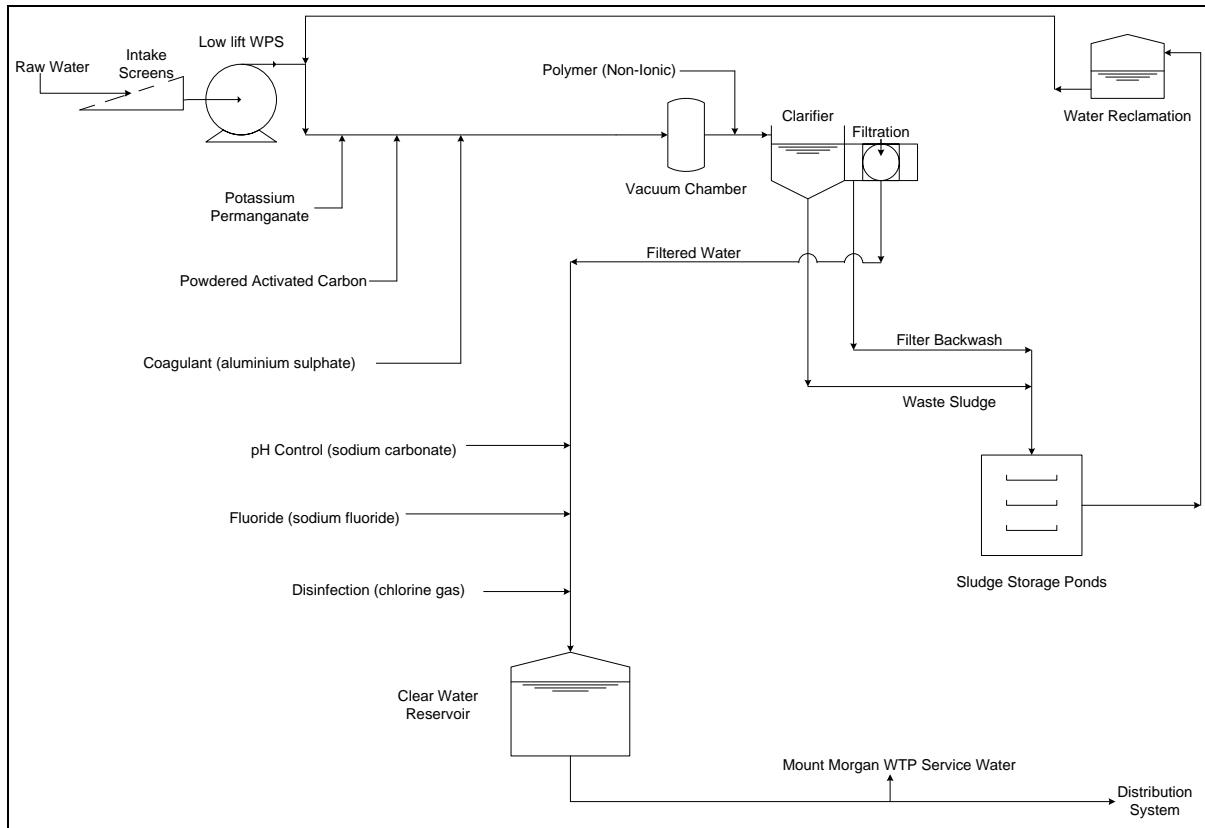 Low lift WPS
Intake
Screens
Raw Water
Polymer (Non-Ionic)
Water Reclamation
Clarifier
Filtration
Vacuum Chamber
Potassium
Permanganate
Filtered Water
Powdered Activated Carbon
Filter Backwash
Coagulant (aluminium sulphate)
Waste Sludge
pH Control (sodium carbonate)
Fluoride (sodium fluoride)
Sludge Storage Ponds
Disinfection (chlorine gas)
Clear Water
Reservoir
Mount Morgan WTP Service Water
Distribution
System